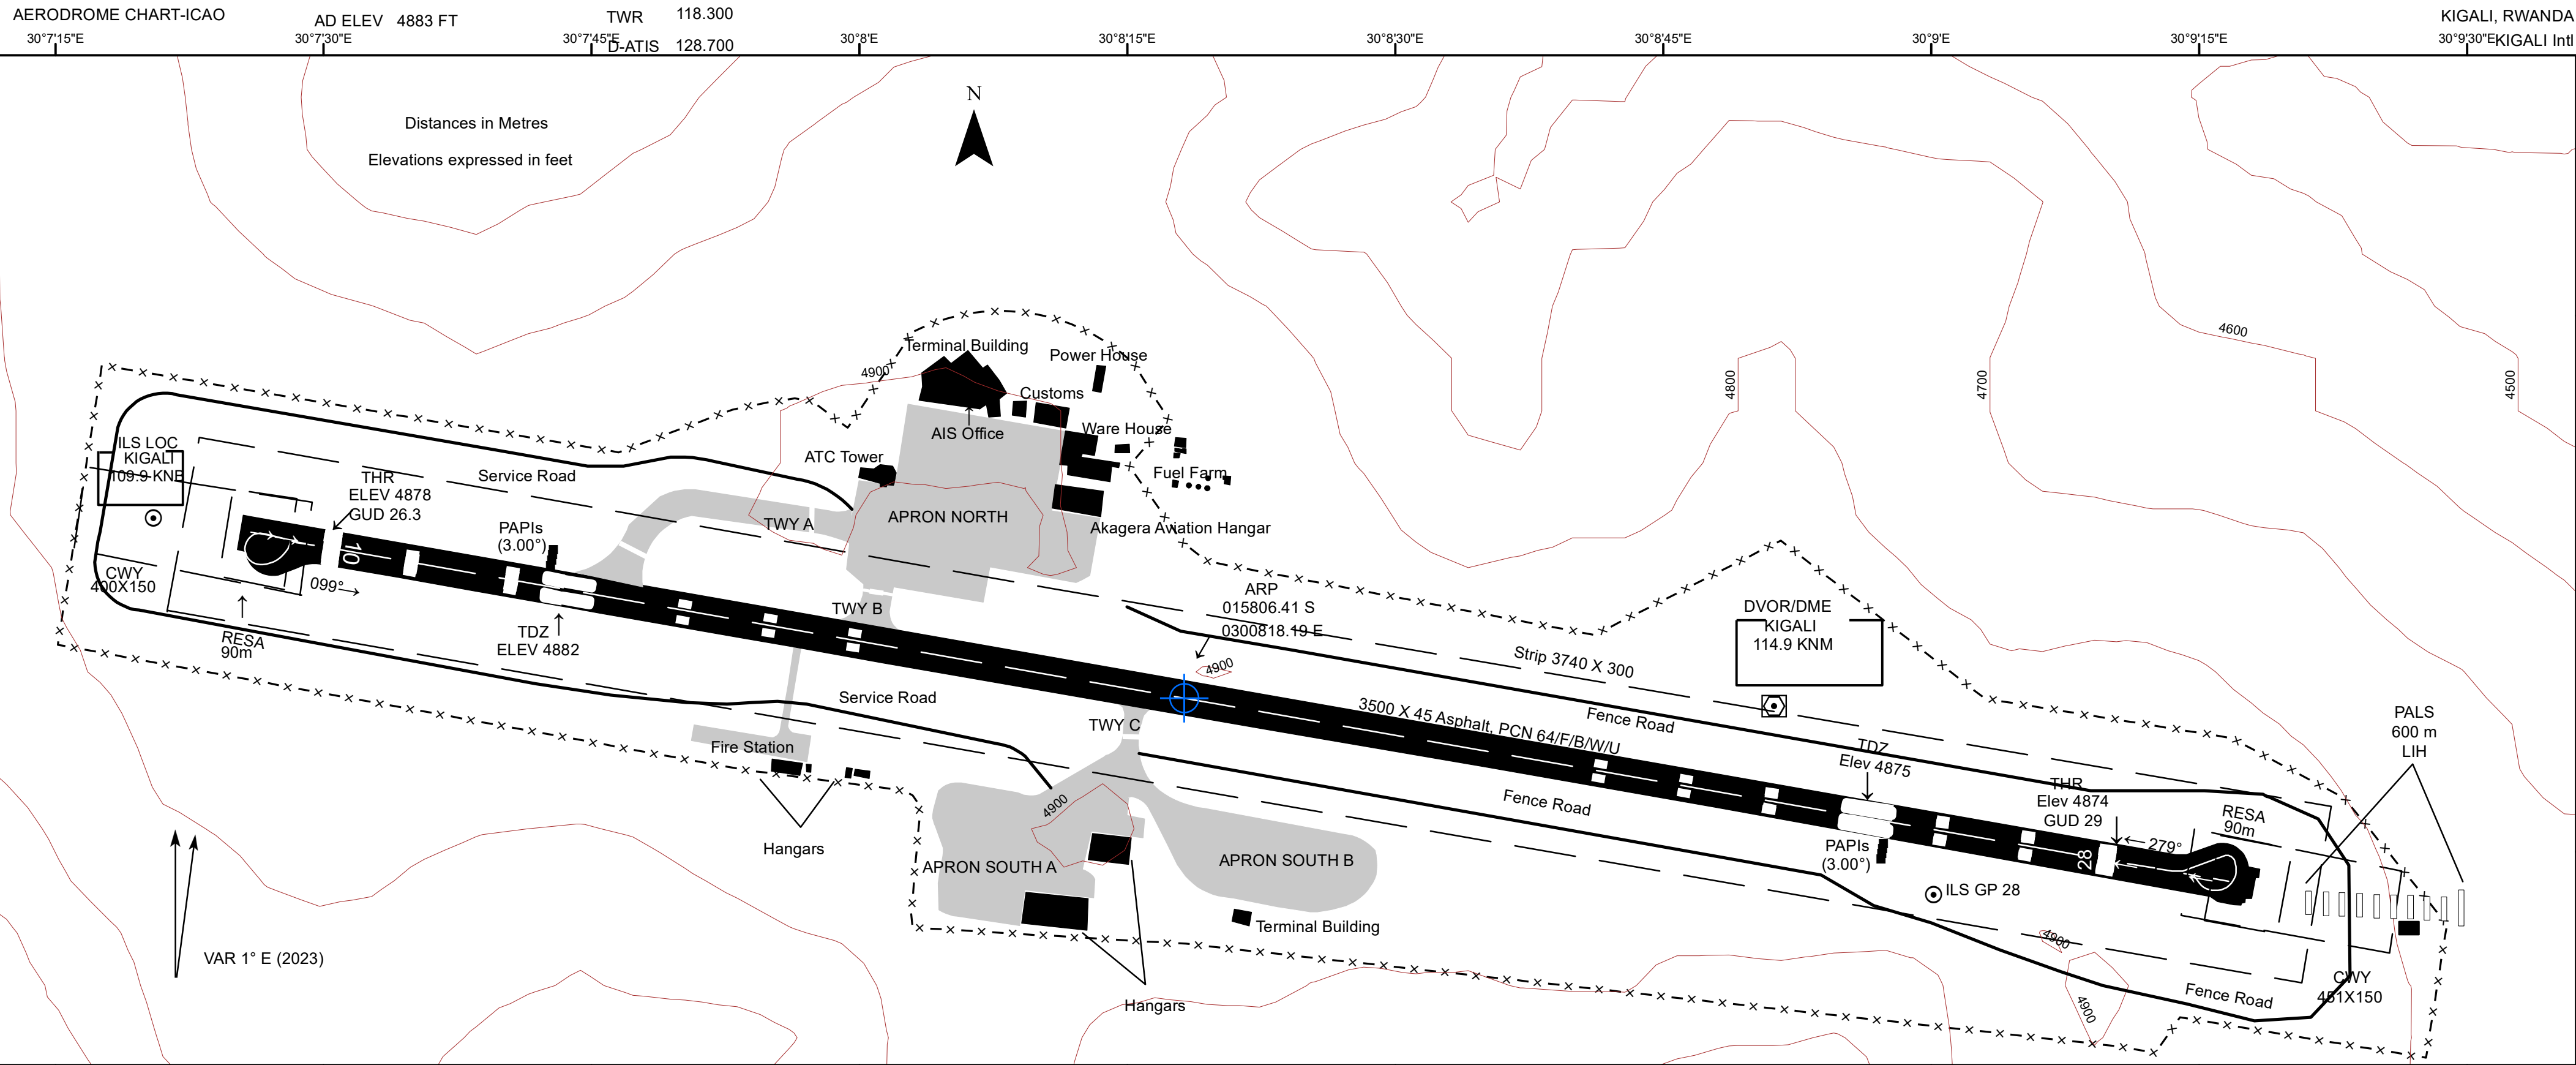 AERODROME CHART-ICAO
AD ELEV 4883 FT
TWR 118.300
D-ATIS 128.700
KIGALI, RWANDA
KIGALI Intl
30°7'15"E
30°7'30"E
30°7'45"E
30°8'E
30°8'15"E
30°8'30"E
30°8'45"E
30°9'E
30°9'15"E
30°9'30"E
N
Distances in Metres
Elevations expressed in feet
4600
4900
4800
4700
4500
Terminal Building
Power House
Customs
AIS Office
Ware House
ATC Tower
Fuel Farm
APRON NORTH
Akagera Aviation Hangar
TWY A
ILS LOC
KIGALI
109.9 KNB
Service Road
THR
ELEV 4878
GUD 26.3
PAPIs
(3.00°)
10
099°
CWY
400X150
RESA
90m
TDZ
ELEV 4882
TWY B
ARP
015806.41 S
0300818.19 E
4900
DVOR/DME
KIGALI
114.9 KNM
Strip 3740 X 300
Service Road
TWY C
3500 X 45 Asphalt, PCN 64/F/B/W/U
Fence Road
TDZ
Elev 4875
PALS
600 m
LIH
Fire Station
Hangars
4900
Fence Road
THR
Elev 4874
GUD 29
RESA
90m
279°
28
PAPIs
(3.00°)
ILS GP 28
APRON SOUTH A
APRON SOUTH B
Terminal Building
Hangars
4900
4900
Fence Road
CWY
451X150
VAR 1° E (2023)